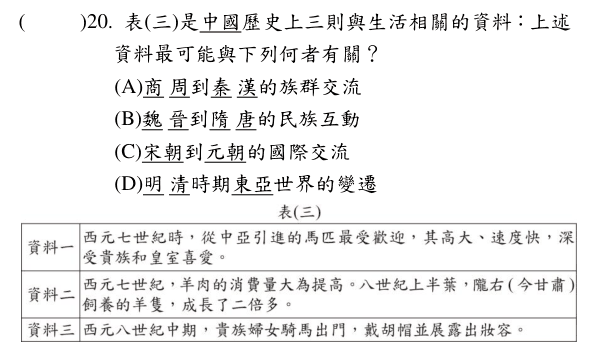 (　　)20. 表(三)是中國歷史上三則與生活相關的資料：上述
資料最可能與下列何者有關？
(A)商 周到秦 漢的族群交流
(B)魏 晉到隋 唐的民族互動
(C)宋朝到元朝的國際交流
(D)明 清時期東亞世界的變遷
表(三)
資料一 西元七世紀時，從中亞引進的馬匹最受歡迎，其高大、速度快，深
受貴族和皇室喜愛。
資料二 西元七世紀，羊肉的消費量大為提高。八世紀上半葉，隴右(今甘肅)
飼養的羊隻，成長了二倍多。
資料三 西元八世紀中期，貴族婦女騎馬出門，戴胡帽並展露出妝容。